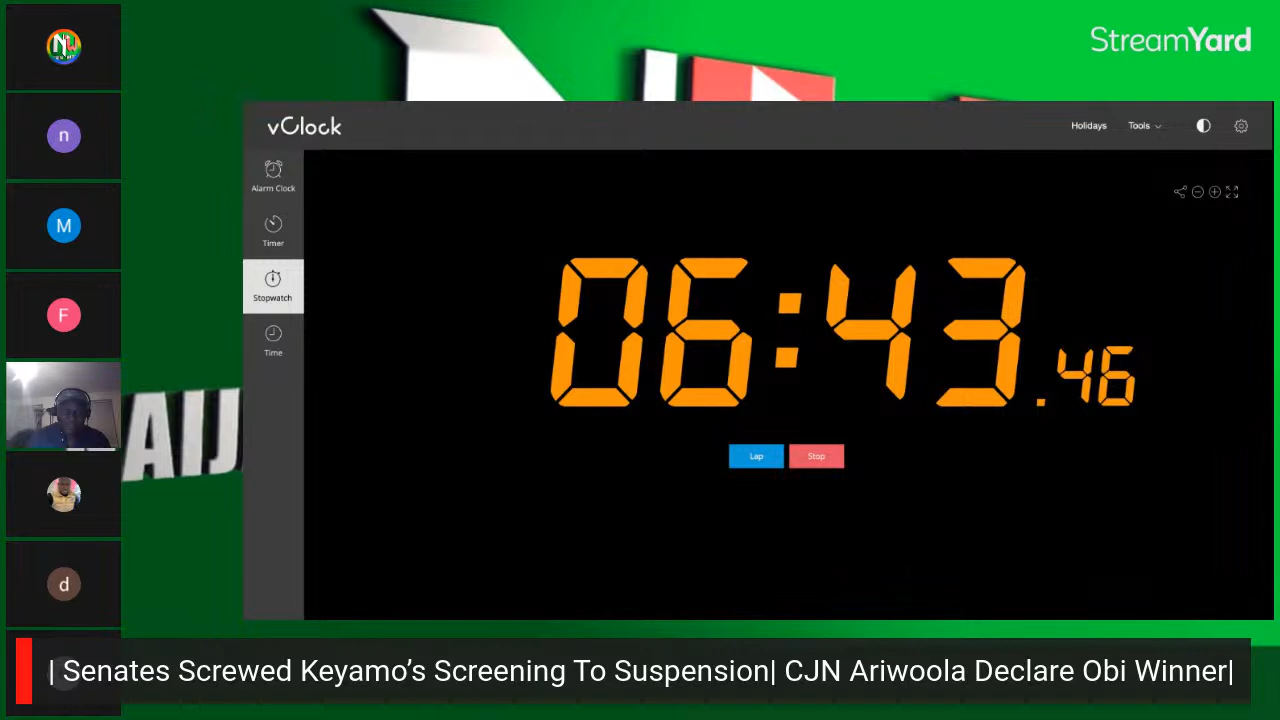 StreamYard
vClock
Holidays
Tools
Alarm Clock
Timer
Stopwatch
Time
06:43.46
Lap
Stop
n
M
F
d
AIJ
| Senates Screwed Keyamo’s Screening To Suspension| CJN Ariwoola Declare Obi Winner|